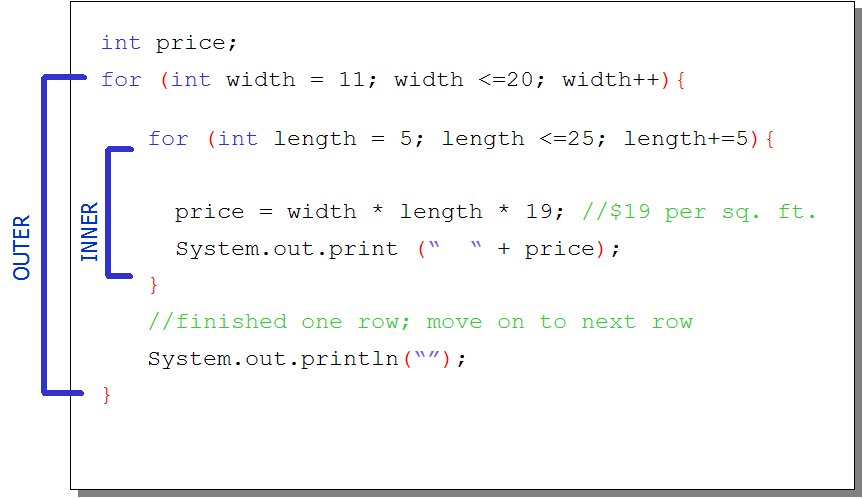 int price;
for (int width = 11; width <=20; width++){
for (int length = 5; length <=25; length+=5){
price = width * length * 19; //$19 per sq. ft.
System.out.print (“  “ + price);
}
//finished one row; move on to next row
System.out.println(“”);
}
OUTER
INNER